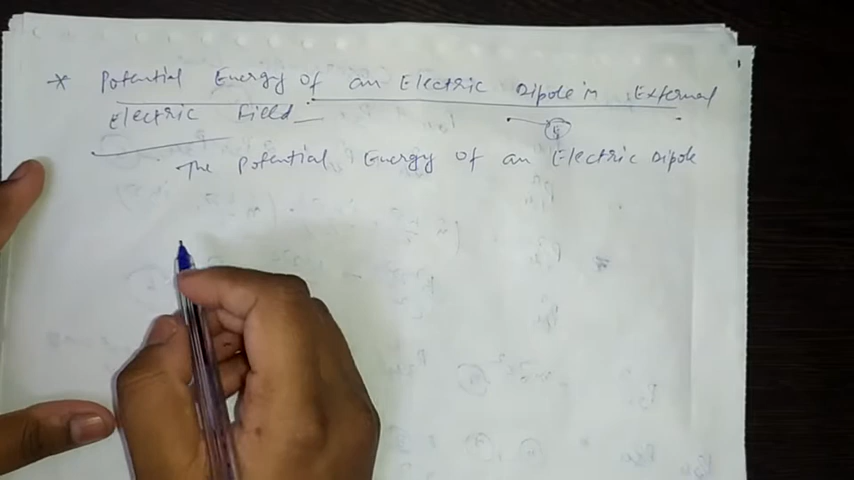 * Potential Energy of an Electric Dipole in External
Electric Field
The Potential Energy of an Electric Dipole